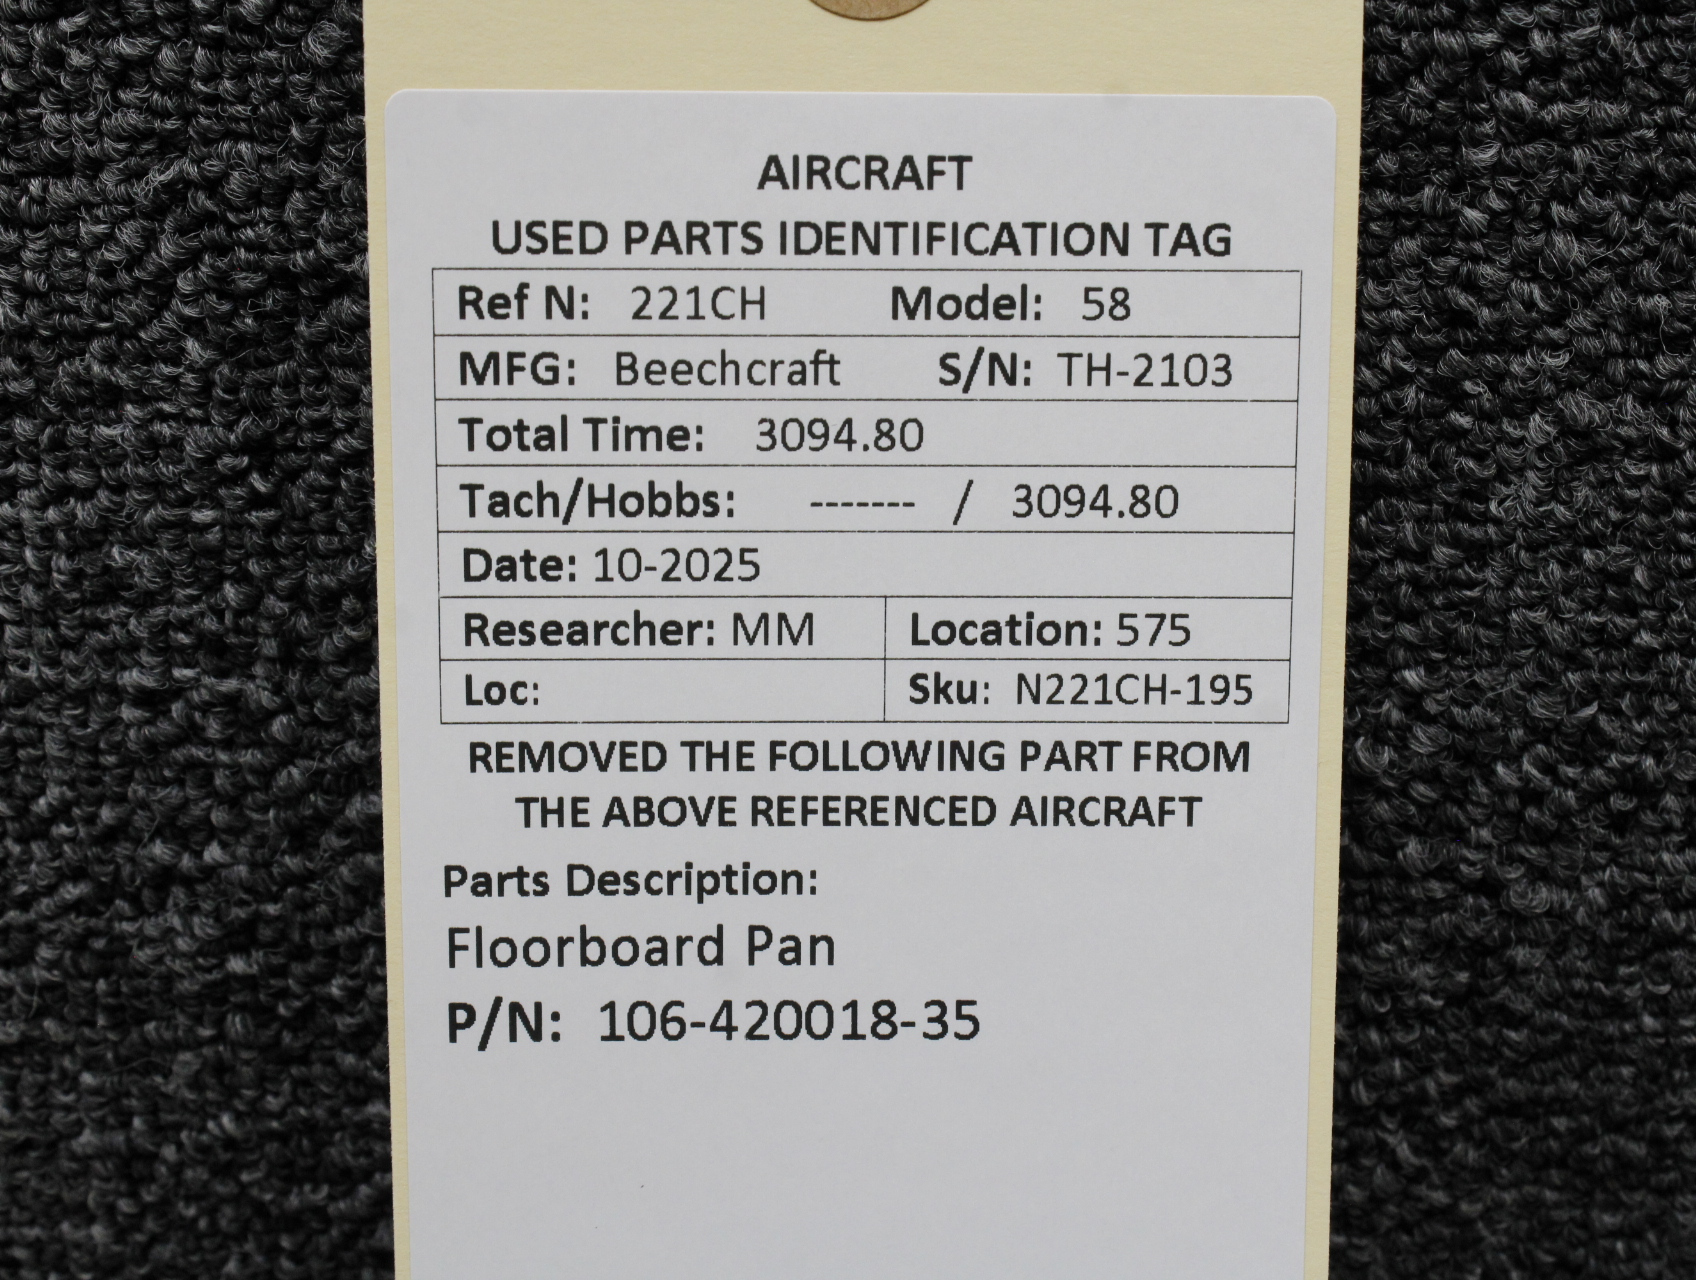 AIRCRAFT
USED PARTS IDENTIFICATION TAG
Ref N: 221CH Model: 58
MFG: Beechcraft S/N: TH-2103
Total Time: 3094.80
Tach/Hobbs: ------- / 3094.80
Date: 10-2025
Researcher: MM Location: 575
Loc: Sku: N221CH-195
REMOVED THE FOLLOWING PART FROM
THE ABOVE REFERENCED AIRCRAFT
Parts Description:
Floorboard Pan
P/N: 106-420018-35